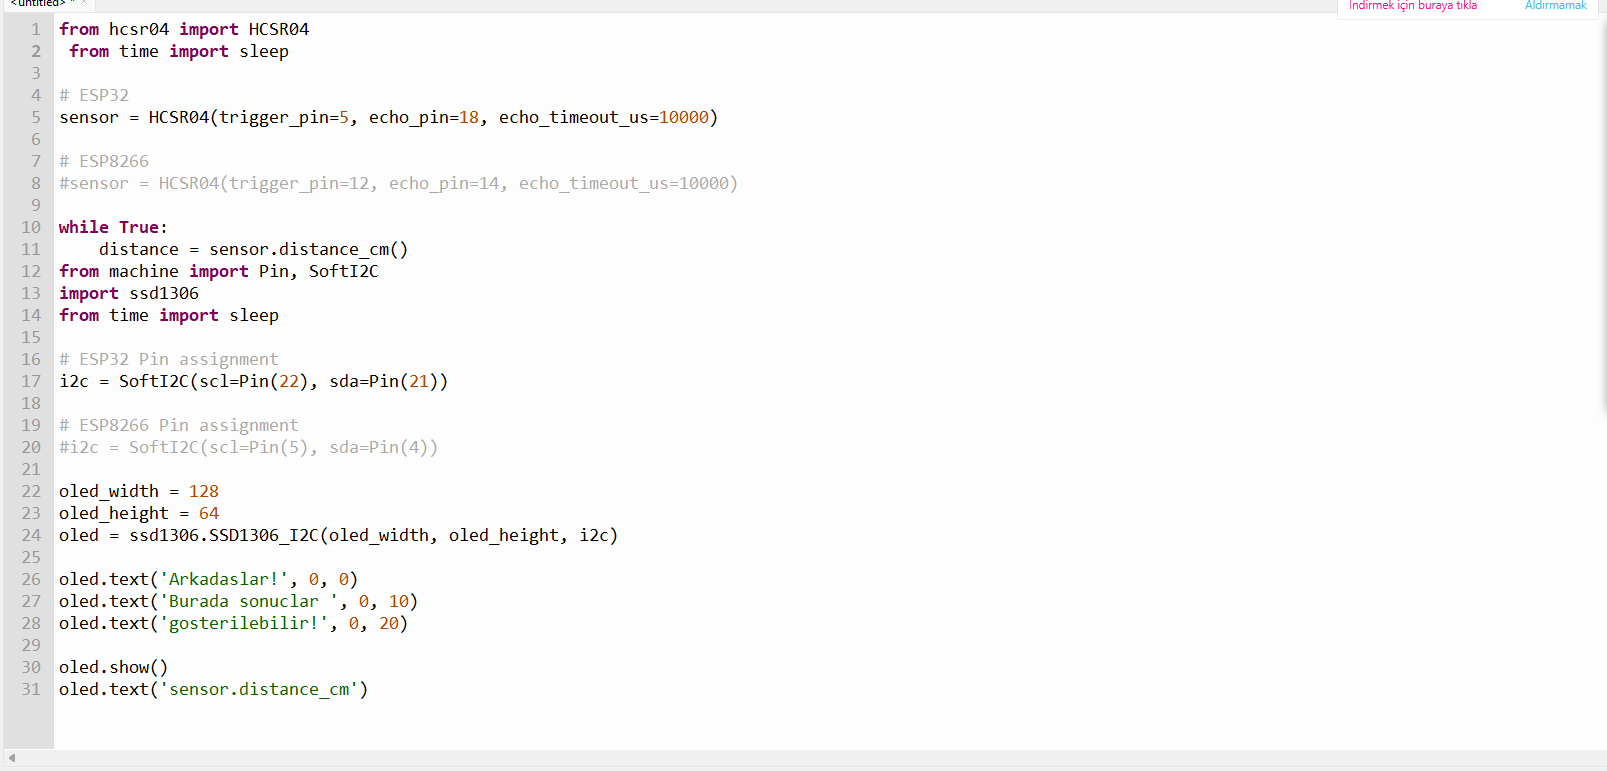 <untitled> * ×
İndirmek için buraya tıkla Aldırmamak
1 from hcsr04 import HCSR04
2  from time import sleep
3
4 # ESP32
5 sensor = HCSR04(trigger_pin=5, echo_pin=18, echo_timeout_us=10000)
6
7 # ESP8266
8 #sensor = HCSR04(trigger_pin=12, echo_pin=14, echo_timeout_us=10000)
9
10 while True:
11     distance = sensor.distance_cm()
12 from machine import Pin, SoftI2C
13 import ssd1306
14 from time import sleep
15
16 # ESP32 Pin assignment
17 i2c = SoftI2C(scl=Pin(22), sda=Pin(21))
18
19 # ESP8266 Pin assignment
20 #i2c = SoftI2C(scl=Pin(5), sda=Pin(4))
21
22 oled_width = 128
23 oled_height = 64
24 oled = ssd1306.SSD1306_I2C(oled_width, oled_height, i2c)
25
26 oled.text('Arkadaslar!', 0, 0)
27 oled.text('Burada sonuclar ', 0, 10)
28 oled.text('gosterilebilir!', 0, 20)
29
30 oled.show()
31 oled.text('sensor.distance_cm')